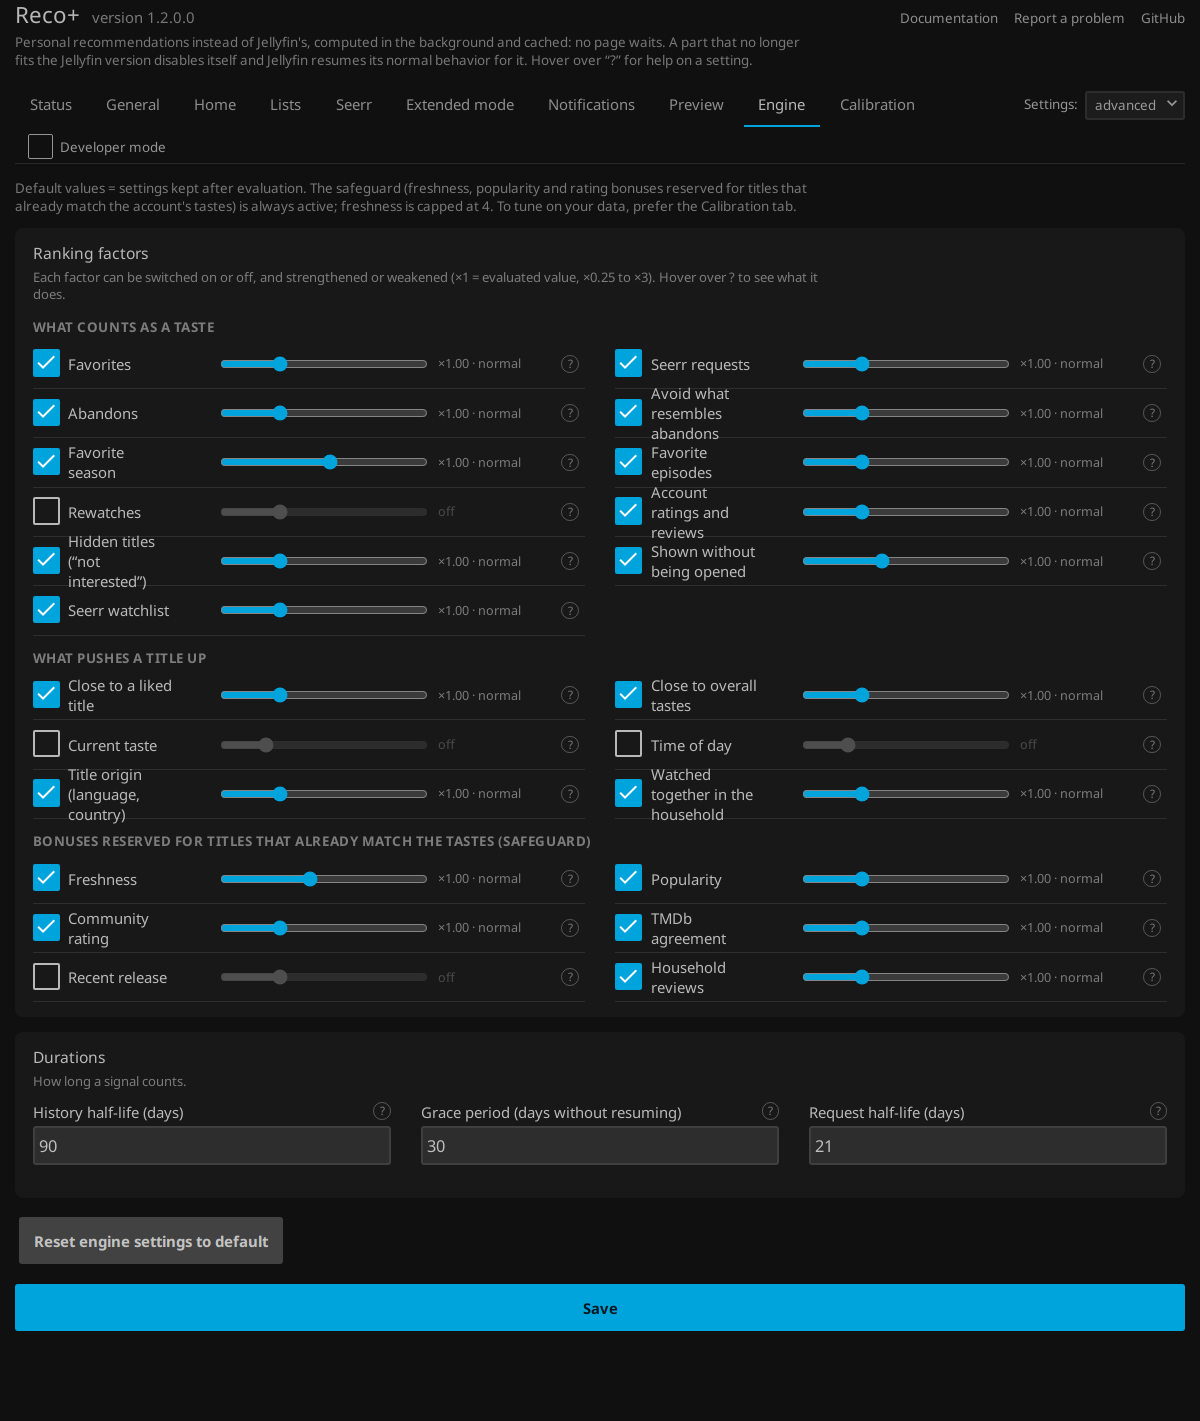 Reco+ version 1.2.0.0
Documentation Report a problem GitHub
Personal recommendations instead of Jellyfin's, computed in the background and cached: no page waits. A part that no longer
fits the Jellyfin version disables itself and Jellyfin resumes its normal behavior for it. Hover over “?” for help on a setting.
Status General Home Lists Seerr Extended mode Notifications Preview Engine Calibration Settings: advanced
Developer mode
Default values = settings kept after evaluation. The safeguard (freshness, popularity and rating bonuses reserved for titles that
already match the account's tastes) is always active; freshness is capped at 4. To tune on your data, prefer the Calibration tab.
Ranking factors
Each factor can be switched on or off, and strengthened or weakened (×1 = evaluated value, ×0.25 to ×3). Hover over ? to see what it
does.
WHAT COUNTS AS A TASTE
Favorites ×1.00 · normal ?
Seerr requests ×1.00 · normal ?
Abandons ×1.00 · normal ?
Avoid what
resembles
abandons
×1.00 · normal ?
Favorite
season
×1.00 · normal ?
Favorite
episodes
×1.00 · normal ?
Rewatches off ?
Account
ratings and
reviews
×1.00 · normal ?
Hidden titles
(“not
interested”)
×1.00 · normal ?
Shown without
being opened
×1.00 · normal ?
Seerr watchlist ×1.00 · normal ?
WHAT PUSHES A TITLE UP
Close to a liked
title
×1.00 · normal ?
Close to overall
tastes
×1.00 · normal ?
Current taste off ?
Time of day off ?
Title origin
(language,
country)
×1.00 · normal ?
Watched
together in the
household
×1.00 · normal ?
BONUSES RESERVED FOR TITLES THAT ALREADY MATCH THE TASTES (SAFEGUARD)
Freshness ×1.00 · normal ?
Popularity ×1.00 · normal ?
Community
rating
×1.00 · normal ?
TMDb
agreement
×1.00 · normal ?
Recent release off ?
Household
reviews
×1.00 · normal ?
Durations
How long a signal counts.
History half-life (days) ?
90
Grace period (days without resuming) ?
30
Request half-life (days) ?
21
Reset engine settings to default
Save